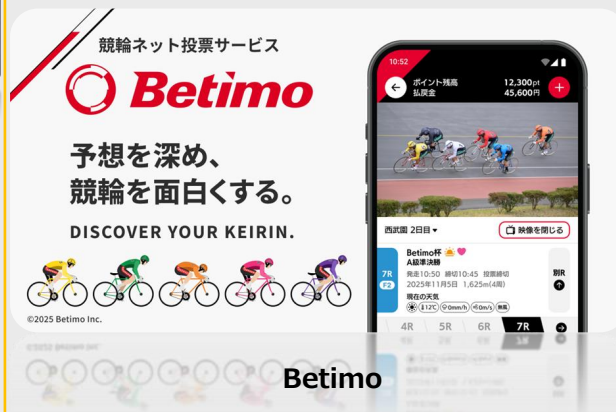 競輪ネット投票サービス
Betimo
予想を深め、
競輪を面白くする。
DISCOVER YOUR KEIRIN.
©2025 Betimo Inc.
10:52
ポイント残高 12,300pt
払戻金 45,600円
西武園 2日目▾
映像を閉じる
Betimo杯
A級準決勝
7R
F2
発走10:50 締切10:45 投票締切
2025年11月5日 1,625m(4周)
現在の天気
12℃ 0mm/h 0m/s 無風
別R
4R 5R 6R 7R
Betimo